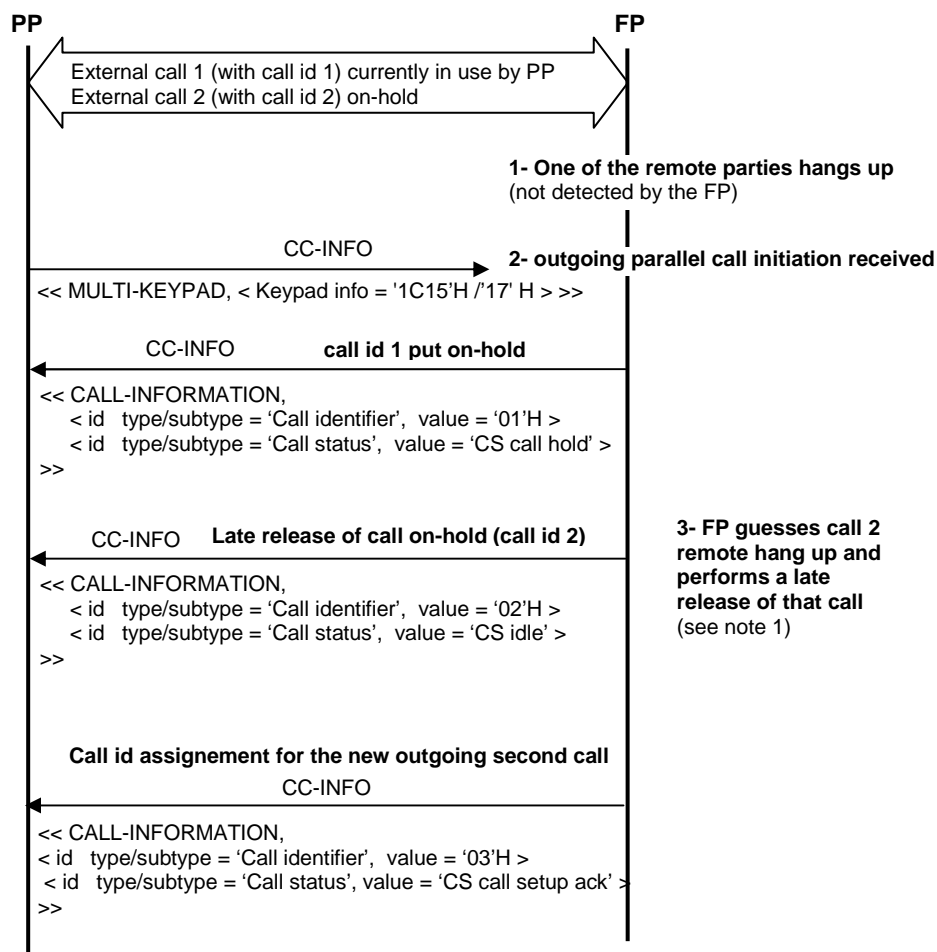 PP FP
External call 1 (with call id 1) currently in use by PP
External call 2 (with call id 2) on-hold
1- One of the remote parties hangs up
(not detected by the FP)
CC-INFO
2- outgoing parallel call initiation received
<< MULTI-KEYPAD, < Keypad info = '1C15'H /'17' H > >>
CC-INFO call id 1 put on-hold
<< CALL-INFORMATION,
< id type/subtype = ‘Call identifier’, value = ‘01’H >
< id type/subtype = ‘Call status’, value = ‘CS call hold’ >
>>
CC-INFO Late release of call on-hold (call id 2)
<< CALL-INFORMATION,
< id type/subtype = ‘Call identifier’, value = ‘02’H >
< id type/subtype = ‘Call status’, value = ‘CS idle’ >
>>
3- FP guesses call 2
remote hang up and
performs a late
release of that call
(see note 1)
Call id assignement for the new outgoing second call
CC-INFO
<< CALL-INFORMATION,
< id type/subtype = ‘Call identifier’, value = ‘03’H >
< id type/subtype = ‘Call status’, value = ‘CS call setup ack’ >
>>